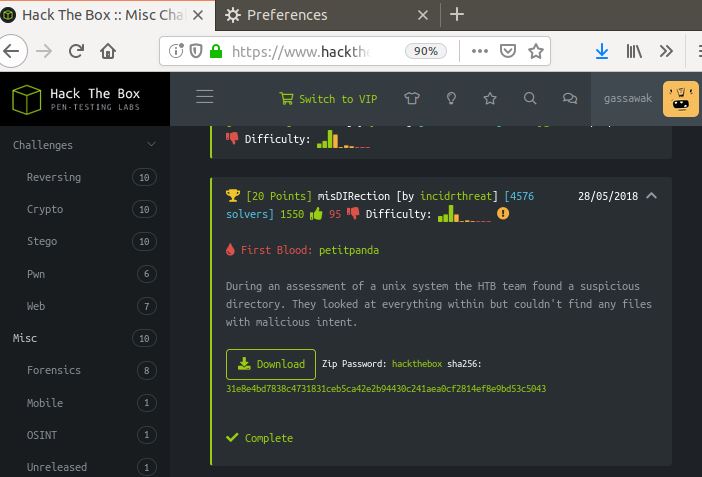 Hack The Box :: Misc Cha
Preferences
https://www.hackthe
90%
Hack The Box
PEN-TESTING LABS
Switch to VIP
gassawak
Challenges
Difficulty:
Reversing 10
Crypto 10
Stego 10
Pwn 6
Web 7
Misc 10
Forensics 8
Mobile 1
OSINT 1
Unreleased 1
[20 Points] misDIRection [by incidrthreat] [4576
solvers] 1550 95 Difficulty:
28/05/2018
First Blood: petitpanda
During an assessment of a unix system the HTB team found a suspicious
directory. They looked at everything within but couldn't find any files
with malicious intent.
Download Zip Password: hackthebox sha256:
31e8e4bd7838c4731831ceb5ca42e2b94430c241aea0cf2814ef8e9bd53c5043
Complete